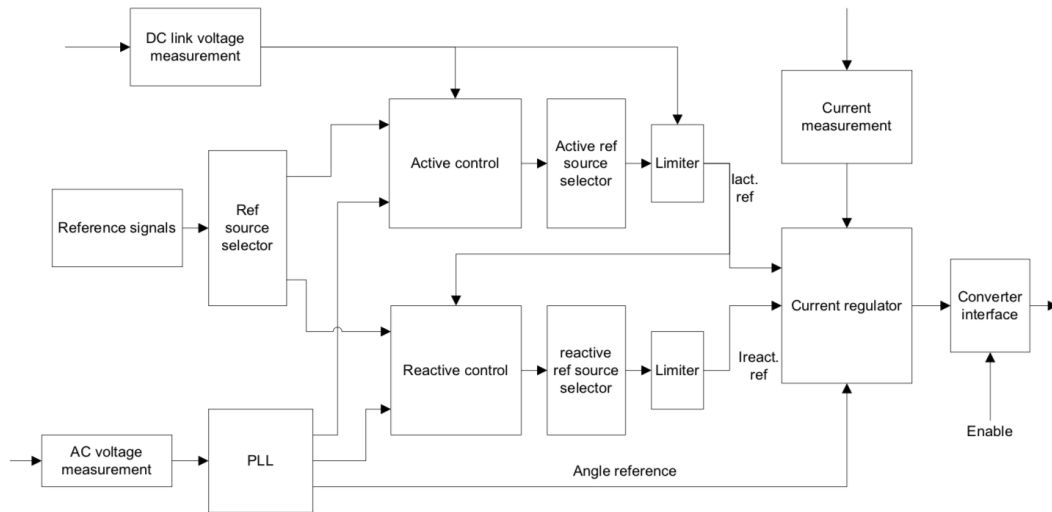 DC link voltage
measurement
Current
measurement
Active control
Active ref
source
selector
Limiter
Iact.
ref
Reference signals
Ref
source
selector
Current regulator
Converter
interface
Reactive control
reactive
ref source
selector
Limiter
Ireact.
ref
Enable
AC voltage
measurement
PLL
Angle reference